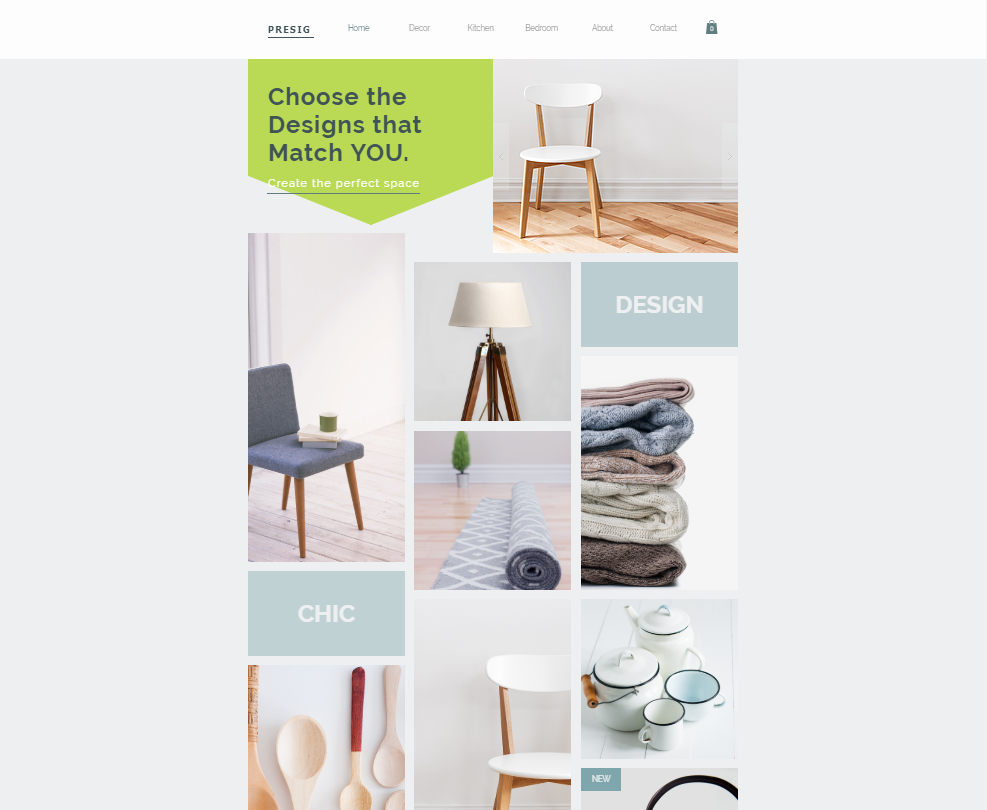 PRESIG
Home
Decor
Kitchen
Bedroom
About
Contact
0
Choose the
Designs that
Match YOU.
Create the perfect space
DESIGN
CHIC
NEW